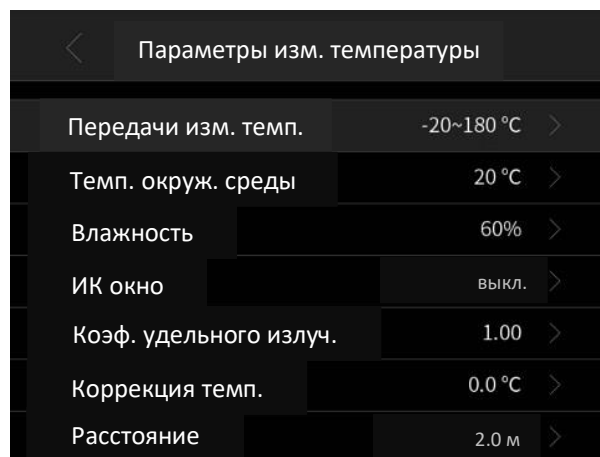 Параметры изм. температуры
Передачи изм. темп. -20~180 °C
Темп. окруж. среды 20 °C
Влажность 60%
ИК окно выкл.
Коэф. удельного излуч. 1.00
Коррекция темп. 0.0 °C
Расстояние 2.0 м